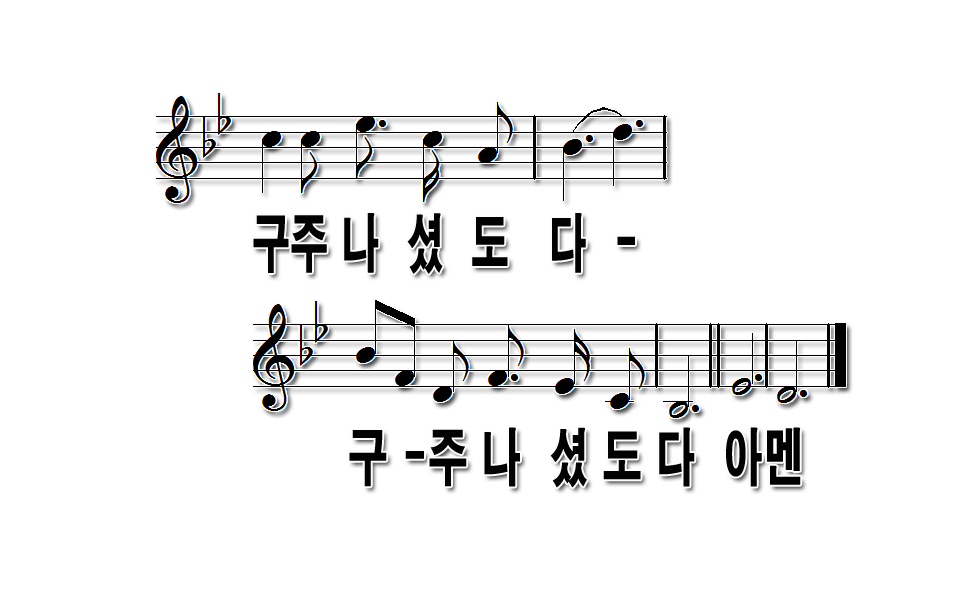 구주 나 셨 도 다 -
구 -주 나 셨 도 다 아멘